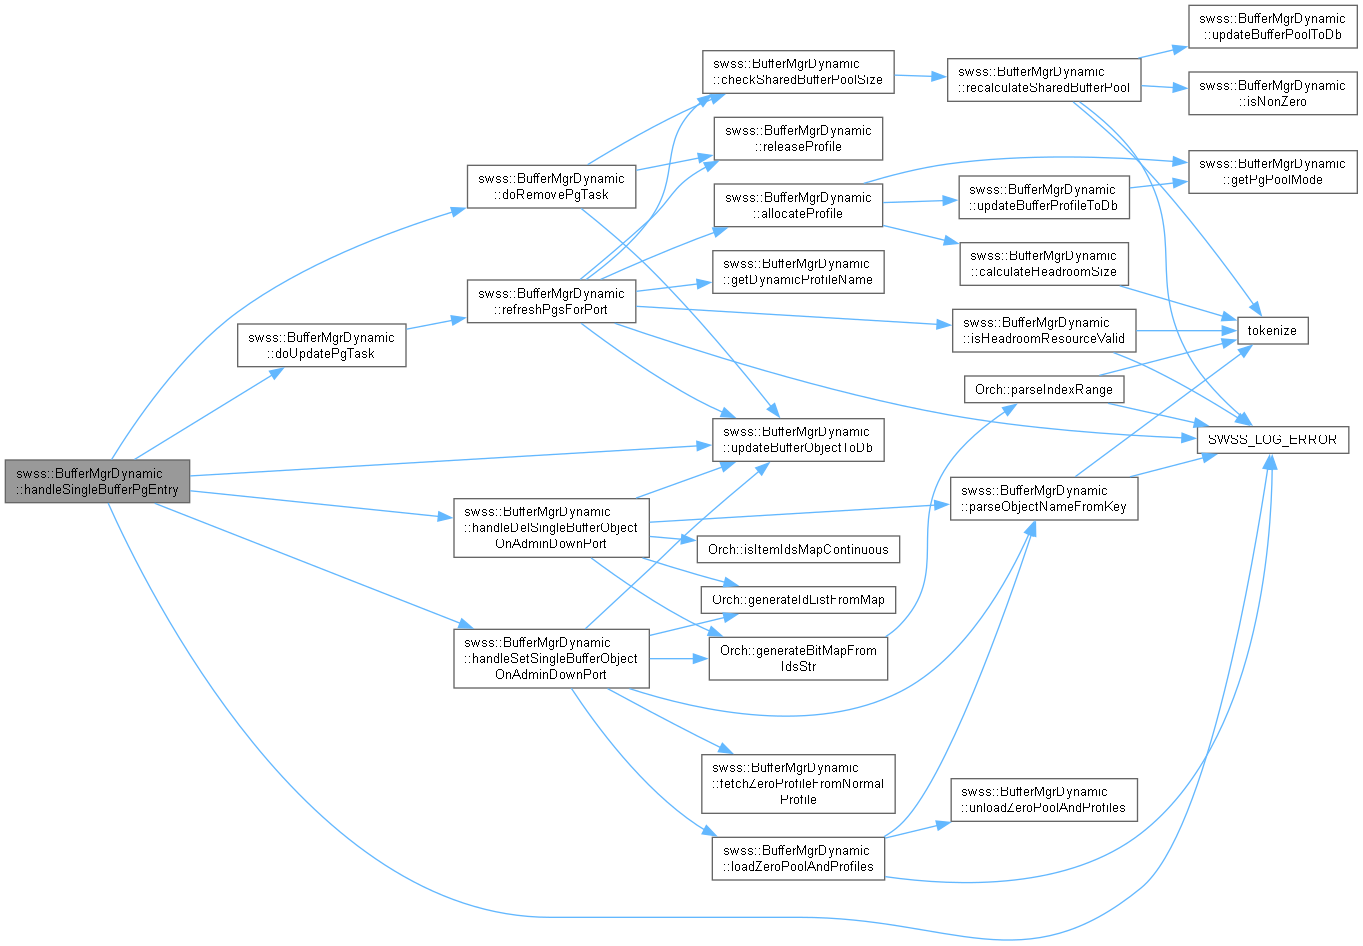 swss::BufferMgrDynamic
::updateBufferPoolToDb
swss::BufferMgrDynamic
::checkSharedBufferPoolSize
swss::BufferMgrDynamic
::recalculateSharedBufferPool
swss::BufferMgrDynamic
::isNonZero
swss::BufferMgrDynamic
::releaseProfile
swss::BufferMgrDynamic
::getPgPoolMode
swss::BufferMgrDynamic
::doRemovePgTask
swss::BufferMgrDynamic
::allocateProfile
swss::BufferMgrDynamic
::updateBufferProfileToDb
swss::BufferMgrDynamic
::calculateHeadroomSize
swss::BufferMgrDynamic
::getDynamicProfileName
swss::BufferMgrDynamic
::refreshPgsForPort
swss::BufferMgrDynamic
::isHeadroomResourceValid
tokenize
swss::BufferMgrDynamic
::doUpdatePgTask
Orch::parseIndexRange
swss::BufferMgrDynamic
::updateBufferObjectToDb
SWSS_LOG_ERROR
swss::BufferMgrDynamic
::handleSingleBufferPgEntry
swss::BufferMgrDynamic
::parseObjectNameFromKey
swss::BufferMgrDynamic
::handleDelSingleBufferObject
OnAdminDownPort
Orch::isItemIdsMapContinuous
Orch::generateIdListFromMap
swss::BufferMgrDynamic
::handleSetSingleBufferObject
OnAdminDownPort
Orch::generateBitMapFrom
IdsStr
swss::BufferMgrDynamic
::fetchZeroProfileFromNormal
Profile
swss::BufferMgrDynamic
::unloadZeroPoolAndProfiles
swss::BufferMgrDynamic
::loadZeroPoolAndProfiles